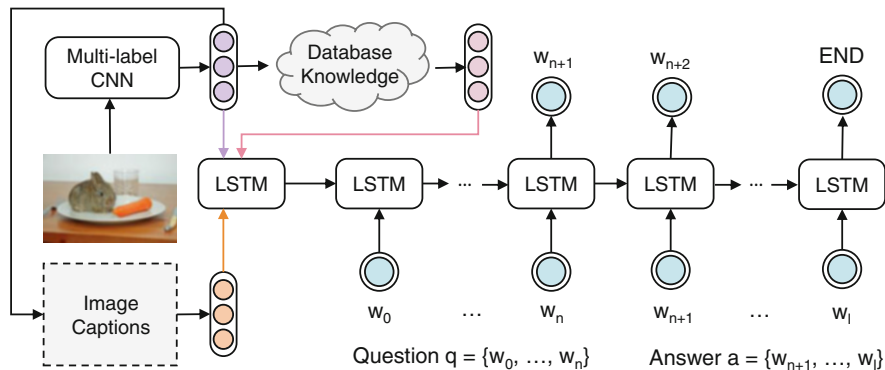 Multi-label
CNN
Database
Knowledge
w_{n+1}
w_{n+2}
END
LSTM
LSTM
...
LSTM
LSTM
...
LSTM
Image
Captions
w_0
...
w_n
w_{n+1}
...
w_l
Question q = {w_0, ..., w_n}
Answer a = {w_{n+1}, ..., w_l}